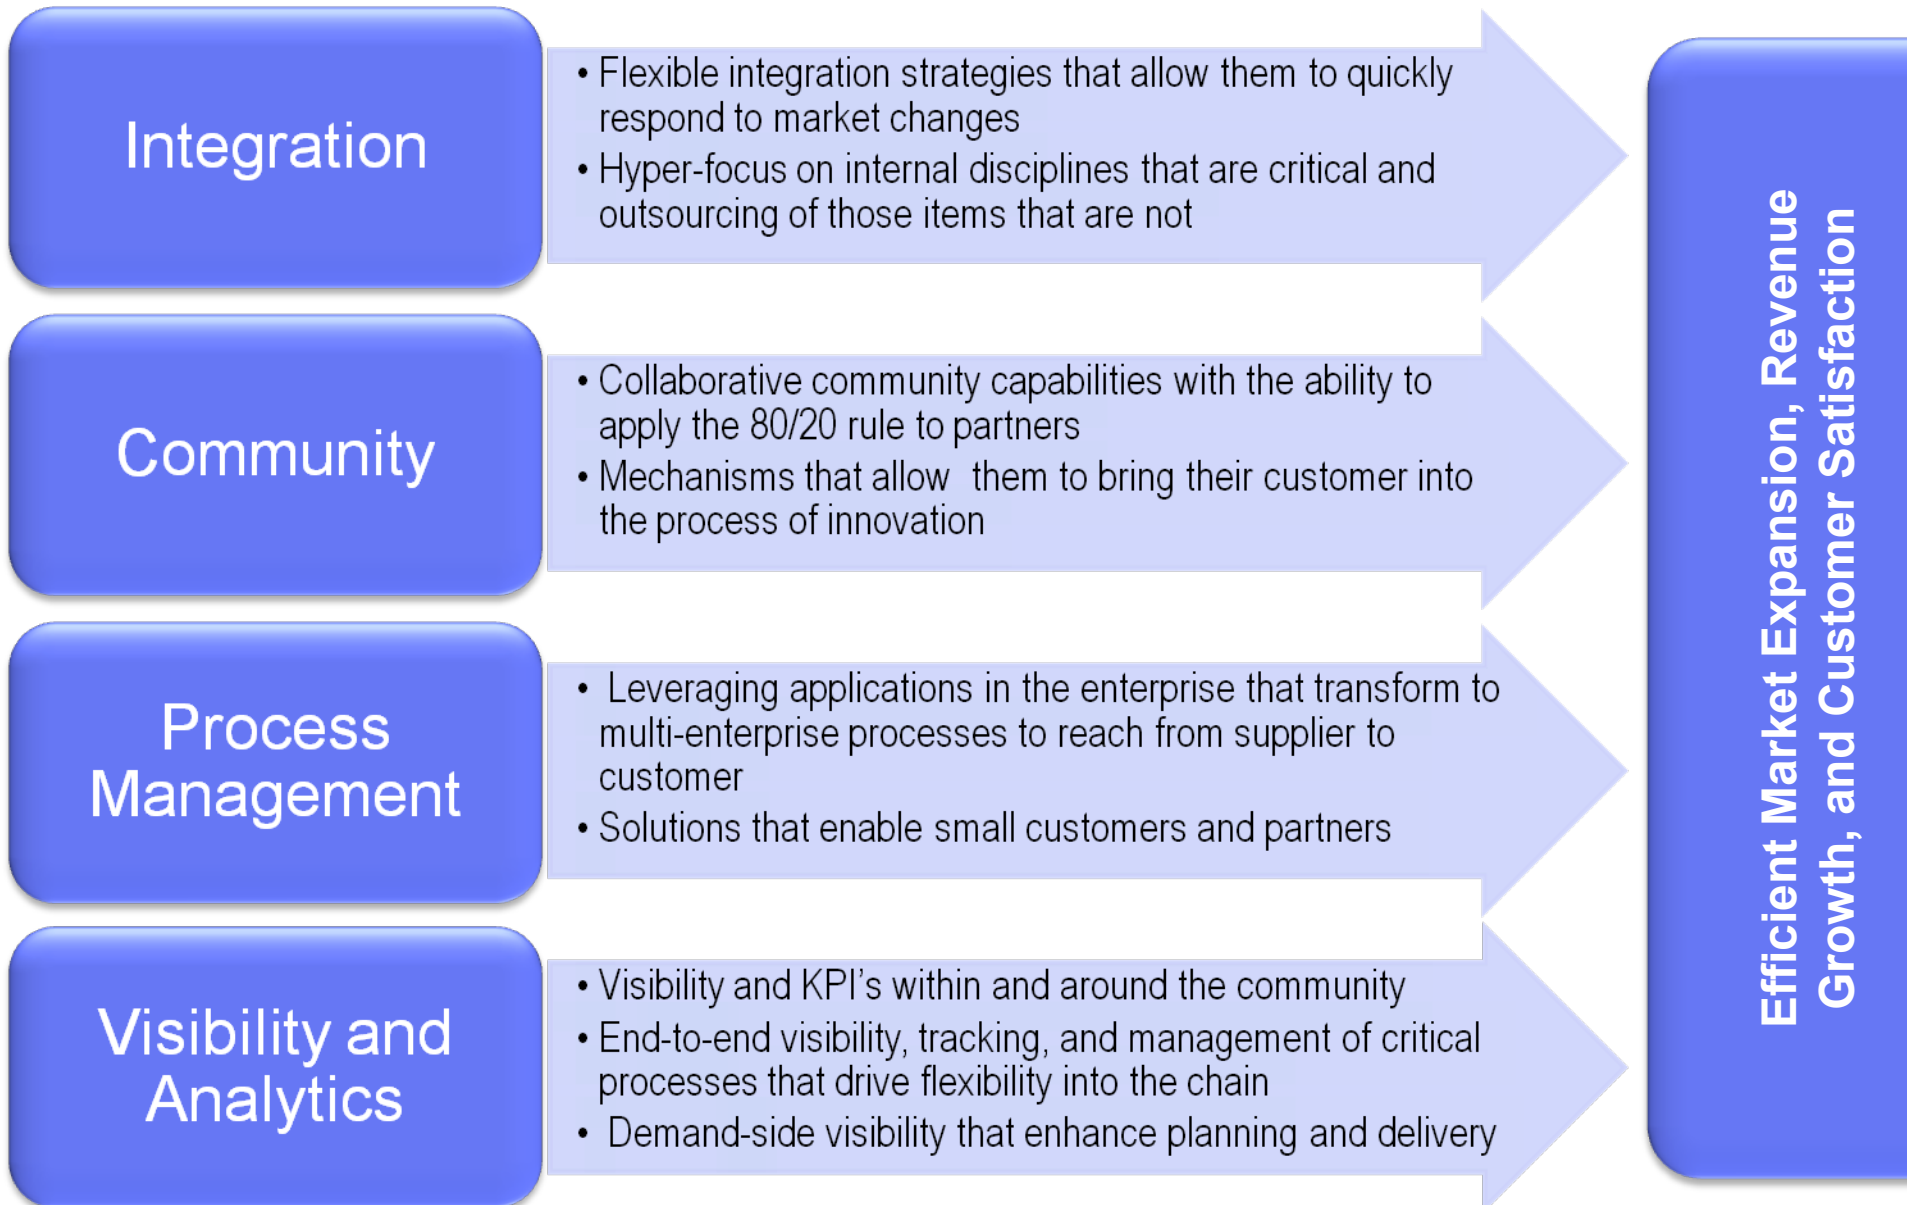 Integration
• Flexible integration strategies that allow them to quickly
respond to market changes
• Hyper-focus on internal disciplines that are critical and
outsourcing of those items that are not
Community
• Collaborative community capabilities with the ability to
apply the 80/20 rule to partners
• Mechanisms that allow  them to bring their customer into
the process of innovation
Process
Management
• Leveraging applications in the enterprise that transform to
multi-enterprise processes to reach from supplier to
customer
• Solutions that enable small customers and partners
Visibility and
Analytics
• Visibility and KPI’s within and around the community
• End-to-end visibility, tracking, and management of critical
processes that drive flexibility into the chain
• Demand-side visibility that enhance planning and delivery
Efficient Market Expansion, Revenue
Growth, and Customer Satisfaction